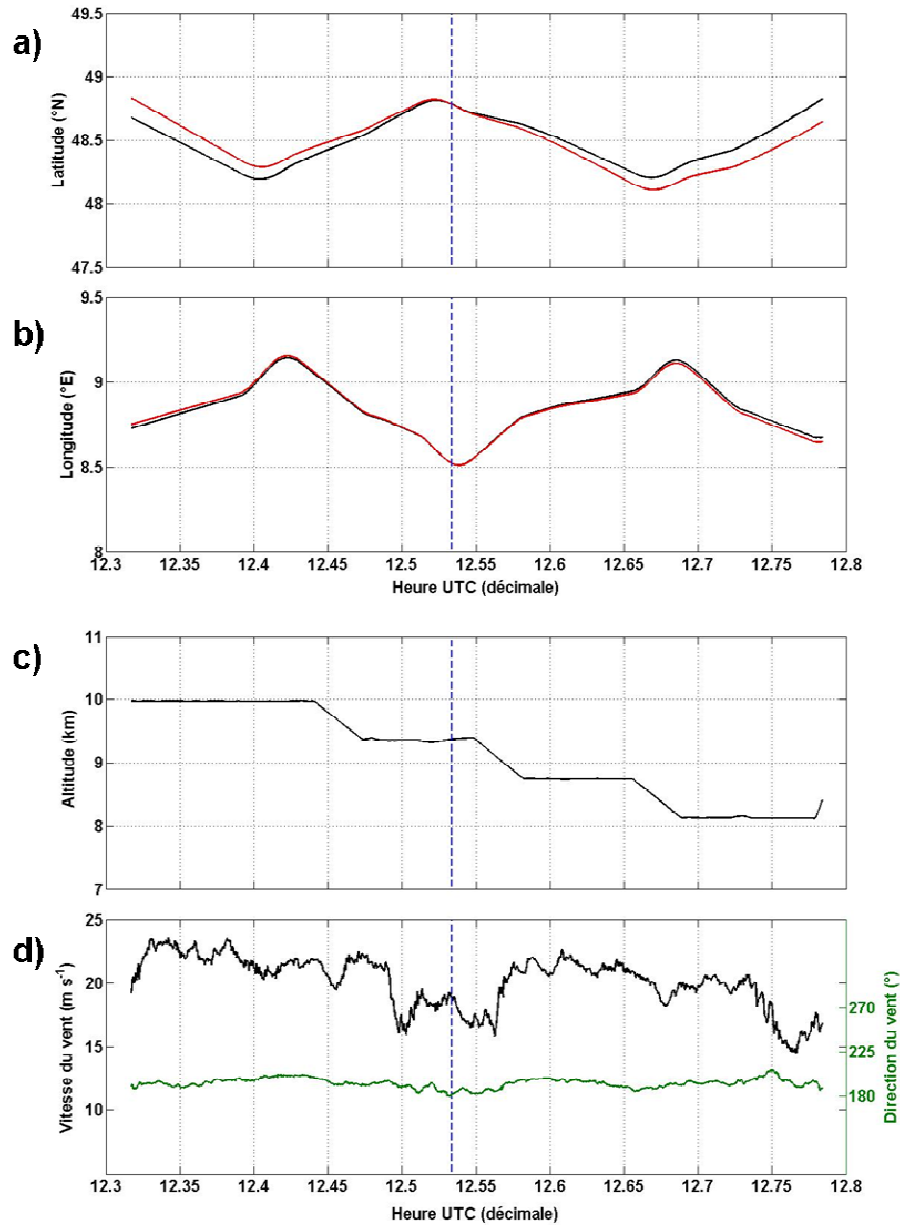 a)
49.5
49
48.5
48
47.5
Latitude (°N)
b)
9.5
9
8.5
8
Longitude (°E)
12.3 12.35 12.4 12.45 12.5 12.55 12.6 12.65 12.7 12.75 12.8
Heure UTC (décimale)
c)
11
10
9
8
7
Altitude (km)
d)
25
20
15
10
Vitesse du vent (m s-1)
270
225
180
Direction du vent (°)
12.3 12.35 12.4 12.45 12.5 12.55 12.6 12.65 12.7 12.75 12.8
Heure UTC (décimale)